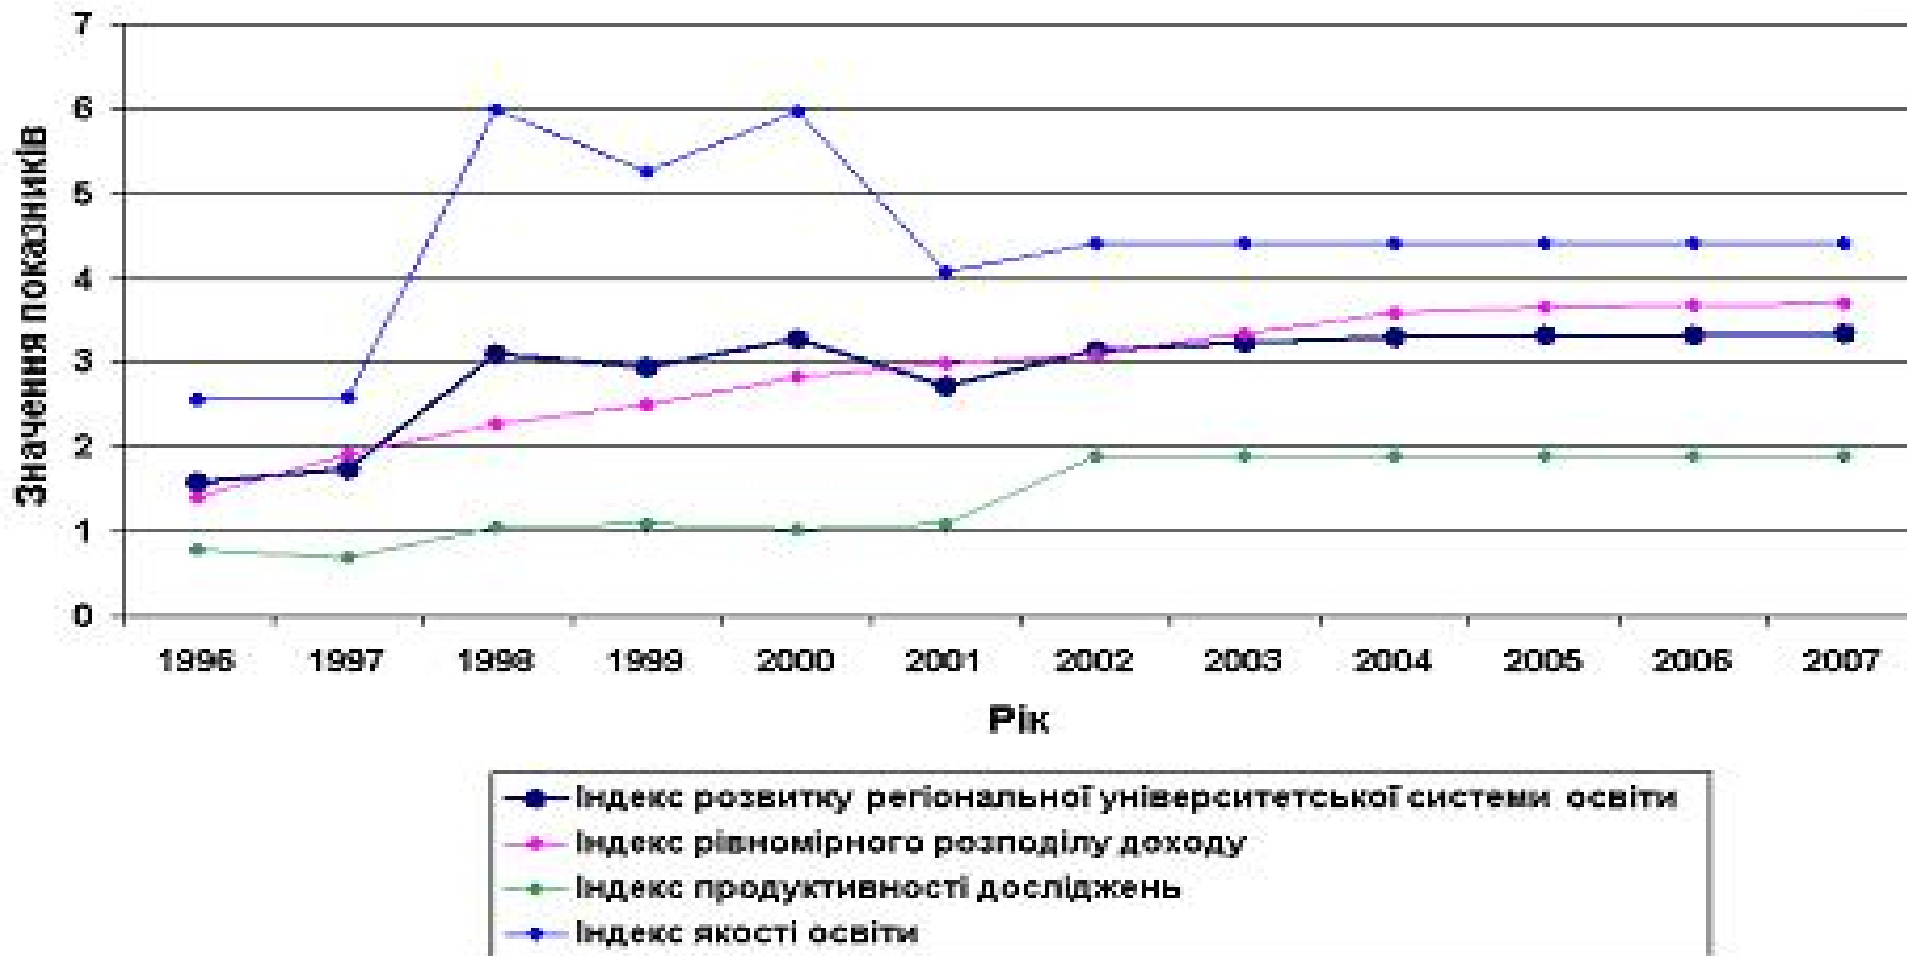 7
6
5
4
3
2
1
0
Значення показників
1996 1997 1998 1999 2000 2001 2002 2003 2004 2005 2006 2007
Рік
Індекс розвитку регіональної університетської системи освіти
Індекс рівномірного розподілу доходу
Індекс продуктивності досліджень
Індекс якості освіти